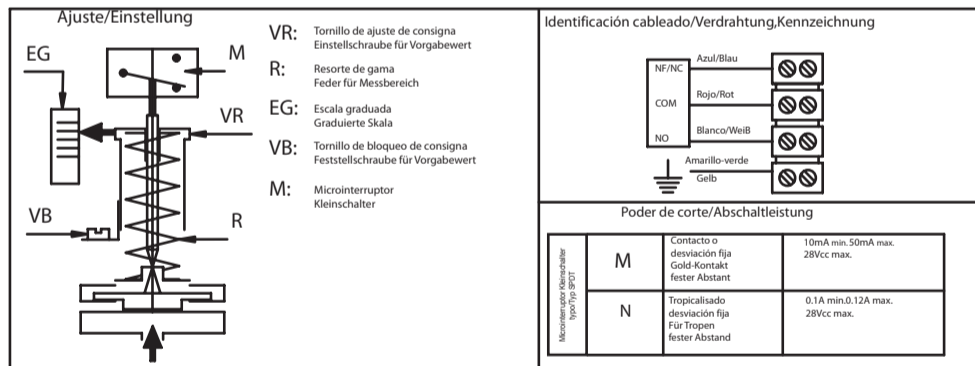 Ajuste/Einstellung
EG
M
VR
VB
R
VR: Tornillo de ajuste de consigna
Einstellschraube für Vorgabewert
R: Resorte de gama
Feder für Messbereich
EG: Escala graduada
Graduierte Skala
VB: Tornillo de bloqueo de consigna
Feststellschraube für Vorgabewert
M: Microinterruptor
Kleinschalter
Identificación cableado/Verdrahtung,Kennzeichnung
NF/NC
Azul/Blau
COM
Rojo/Rot
NO
Blanco/WeiB
Amarillo-verde
Gelb
Poder de corte/Abschaltleistung
Microinterruptor Kleinschalter
typo/Typ SPDT
M
Contacto o
desviación fija
Gold-Kontakt
fester Abstant
10mA min.50mA max.
28Vcc max.
N
Tropicalisado
desviación fija
Für Tropen
fester Abstand
0.1A min.0.12A max.
28Vcc max.